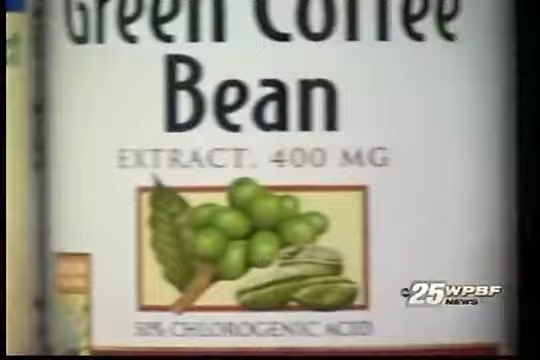 Green Coffee
Bean
EXTRACT, 400 MG
50% CHLOROGENIC ACID
25 WPBF
NEWS